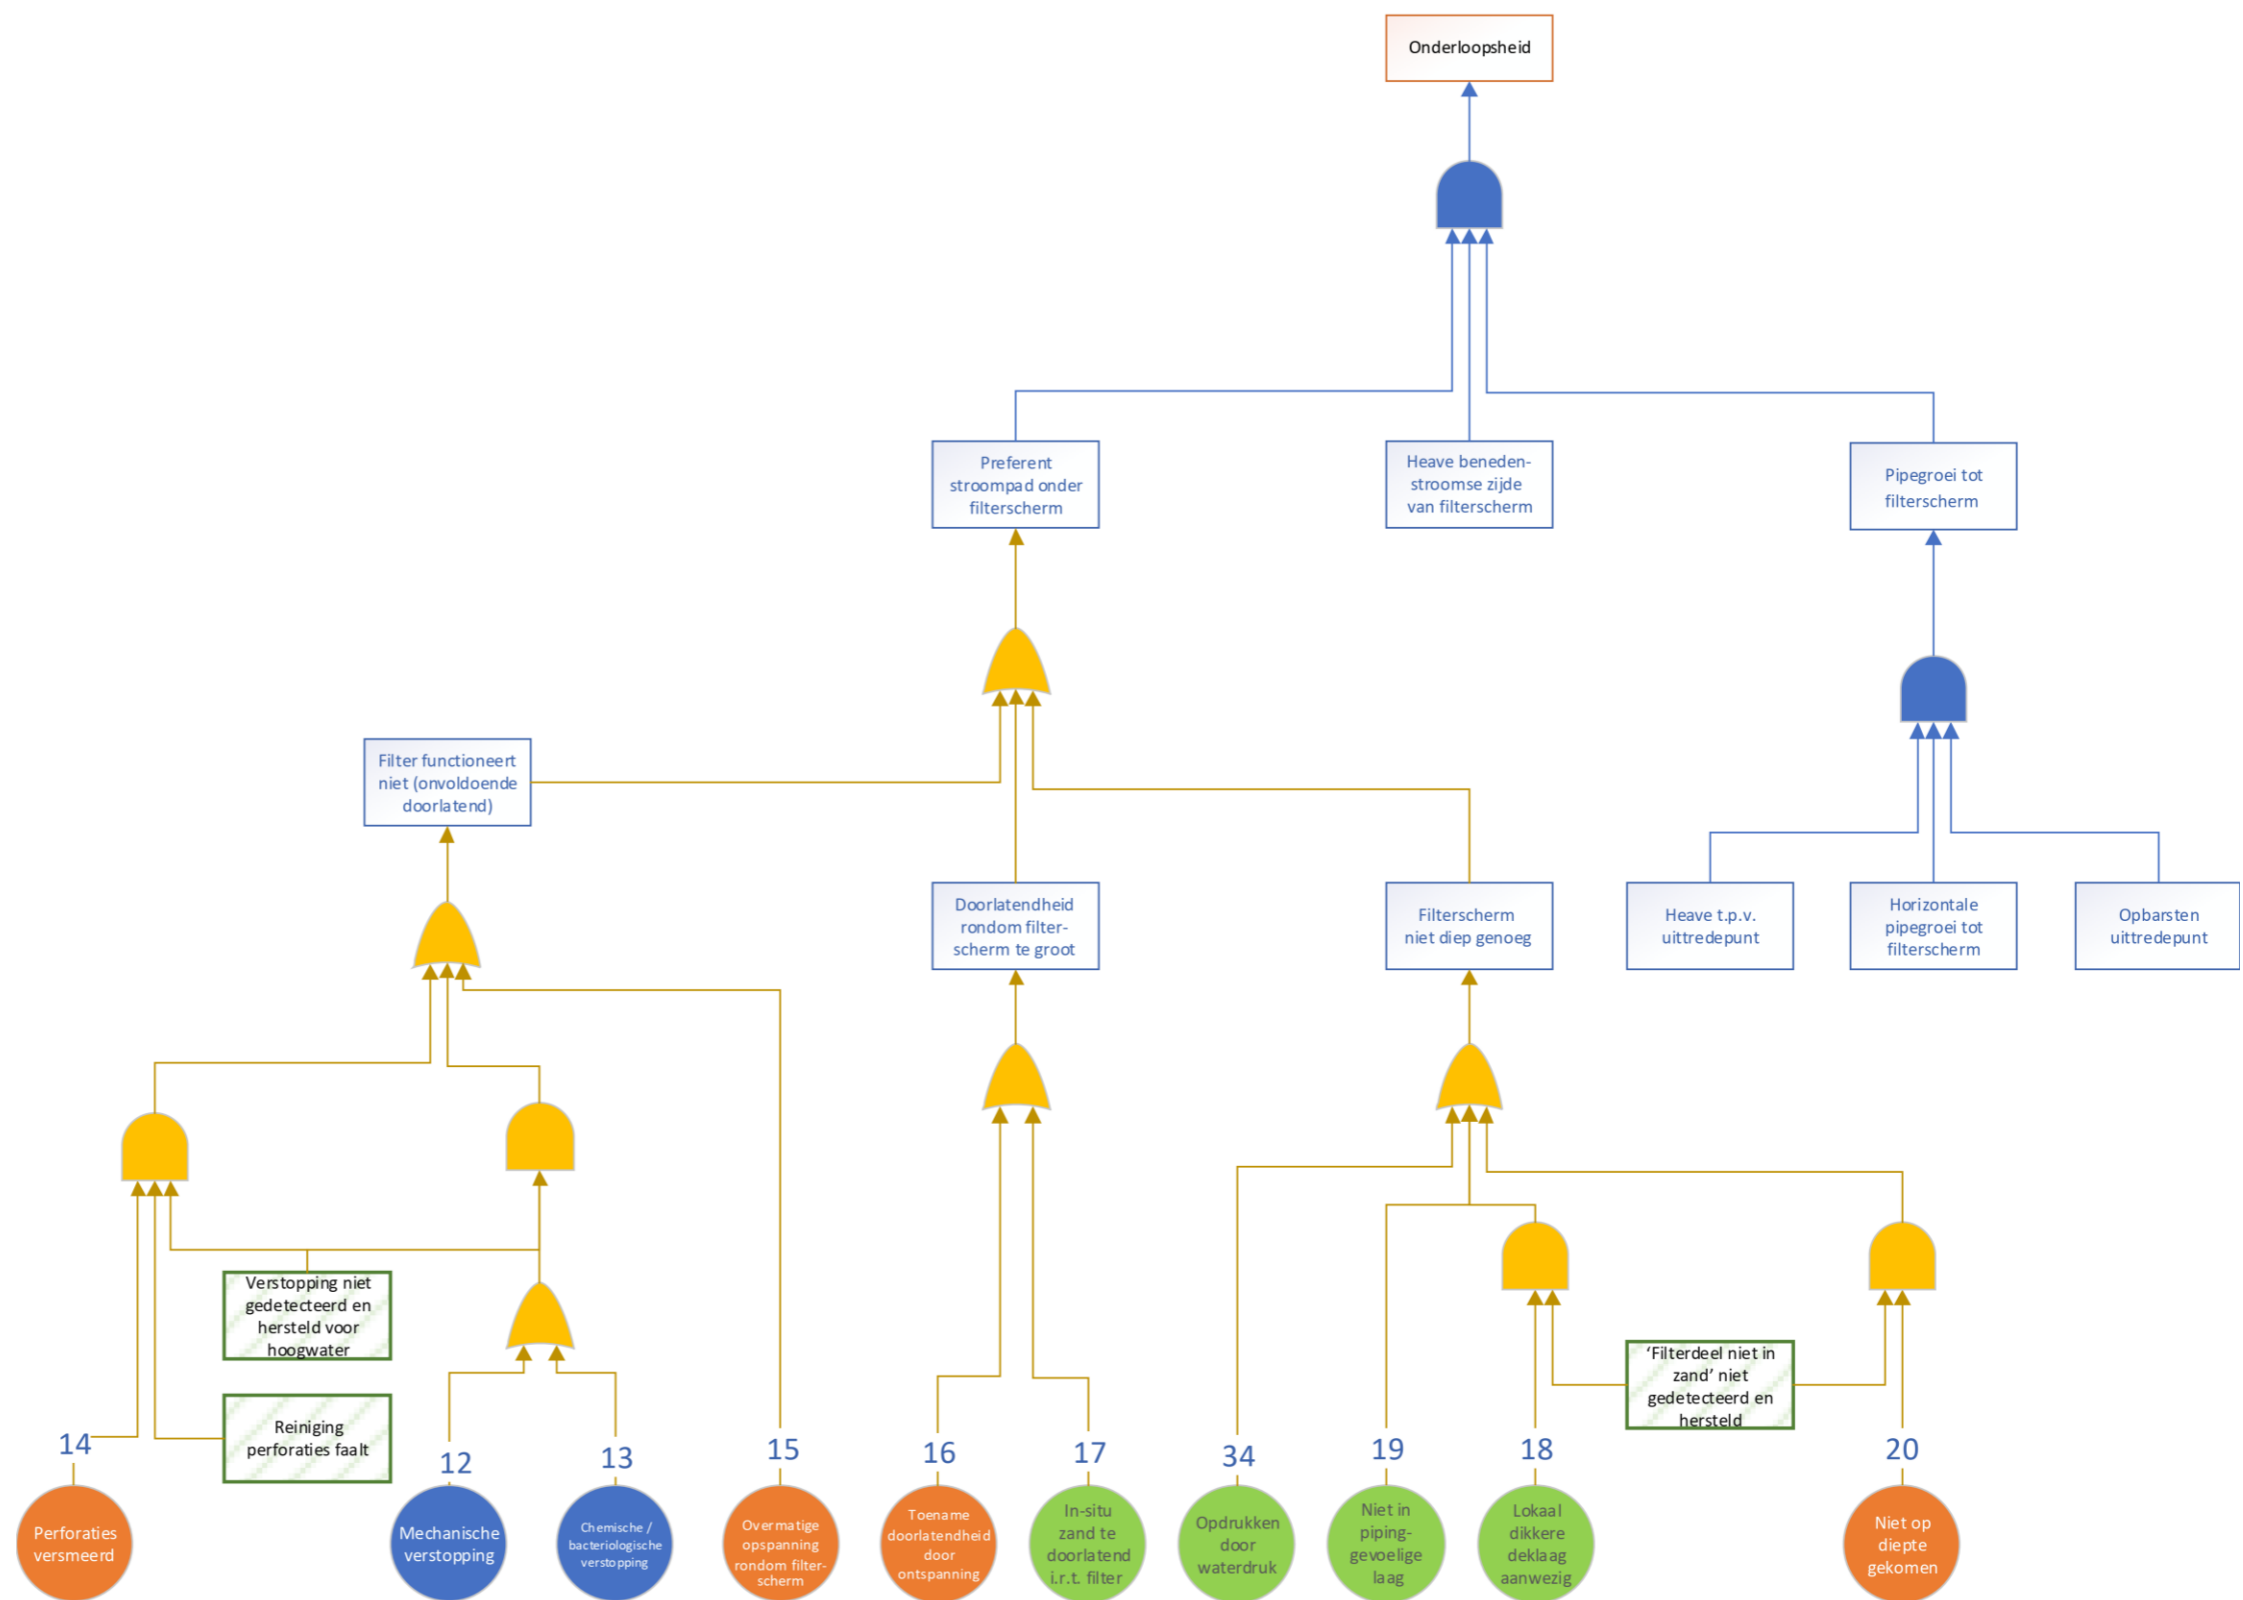 Onderloopsheid
Preferent
stroompad onder
filterscherm
Heave beneden-
stroomse zijde
van filterscherm
Pipegroei tot
filterscherm
Filter functioneert
niet (onvoldoende
doorlatend)
Doorlatendheid
rondom filter-
scherm te groot
Filterscherm
niet diep genoeg
Heave t.p.v.
uittredepunt
Horizontale
pipegroei tot
filterscherm
Opbarsten
uittredepunt
Verstopping niet
gedetecteerd en
hersteld voor
hoogwater
‘Filterdeel niet in
zand’ niet
gedetecteerd en
hersteld
Reiniging
perforaties faalt
14
12
13
15
16
17
34
19
18
20
Perforaties
versmeerd
Mechanische
verstopping
Chemische /
bacteriologische
verstopping
Overmatige
opspanning
rondom filter-
scherm
Toename
doorlatendheid
door
ontspanning
In-situ
zand te
doorlatend
i.r.t. filter
Opdrukken
door
waterdruk
Niet in
piping-
gevoelige
laag
Lokaal
dikkere
deklaag
aanwezig
Niet op
diepte
gekomen